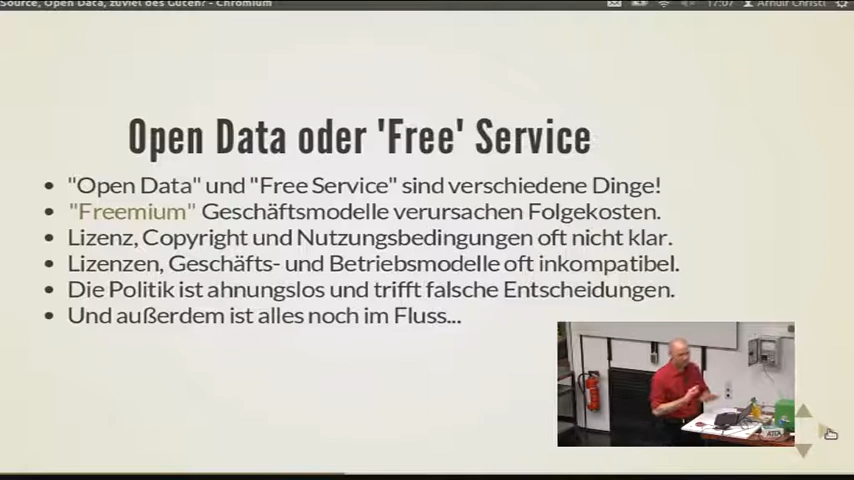 Source, Open Data, zuviel des Guten? - Chromium
17:07
Arnulf Christl
Open Data oder 'Free' Service
"Open Data" und "Free Service" sind verschiedene Dinge!
"Freemium" Geschäftsmodelle verursachen Folgekosten.
Lizenz, Copyright und Nutzungsbedingungen oft nicht klar.
Lizenzen, Geschäfts- und Betriebsmodelle oft inkompatibel.
Die Politik ist ahnungslos und trifft falsche Entscheidungen.
Und außerdem ist alles noch im Fluss...